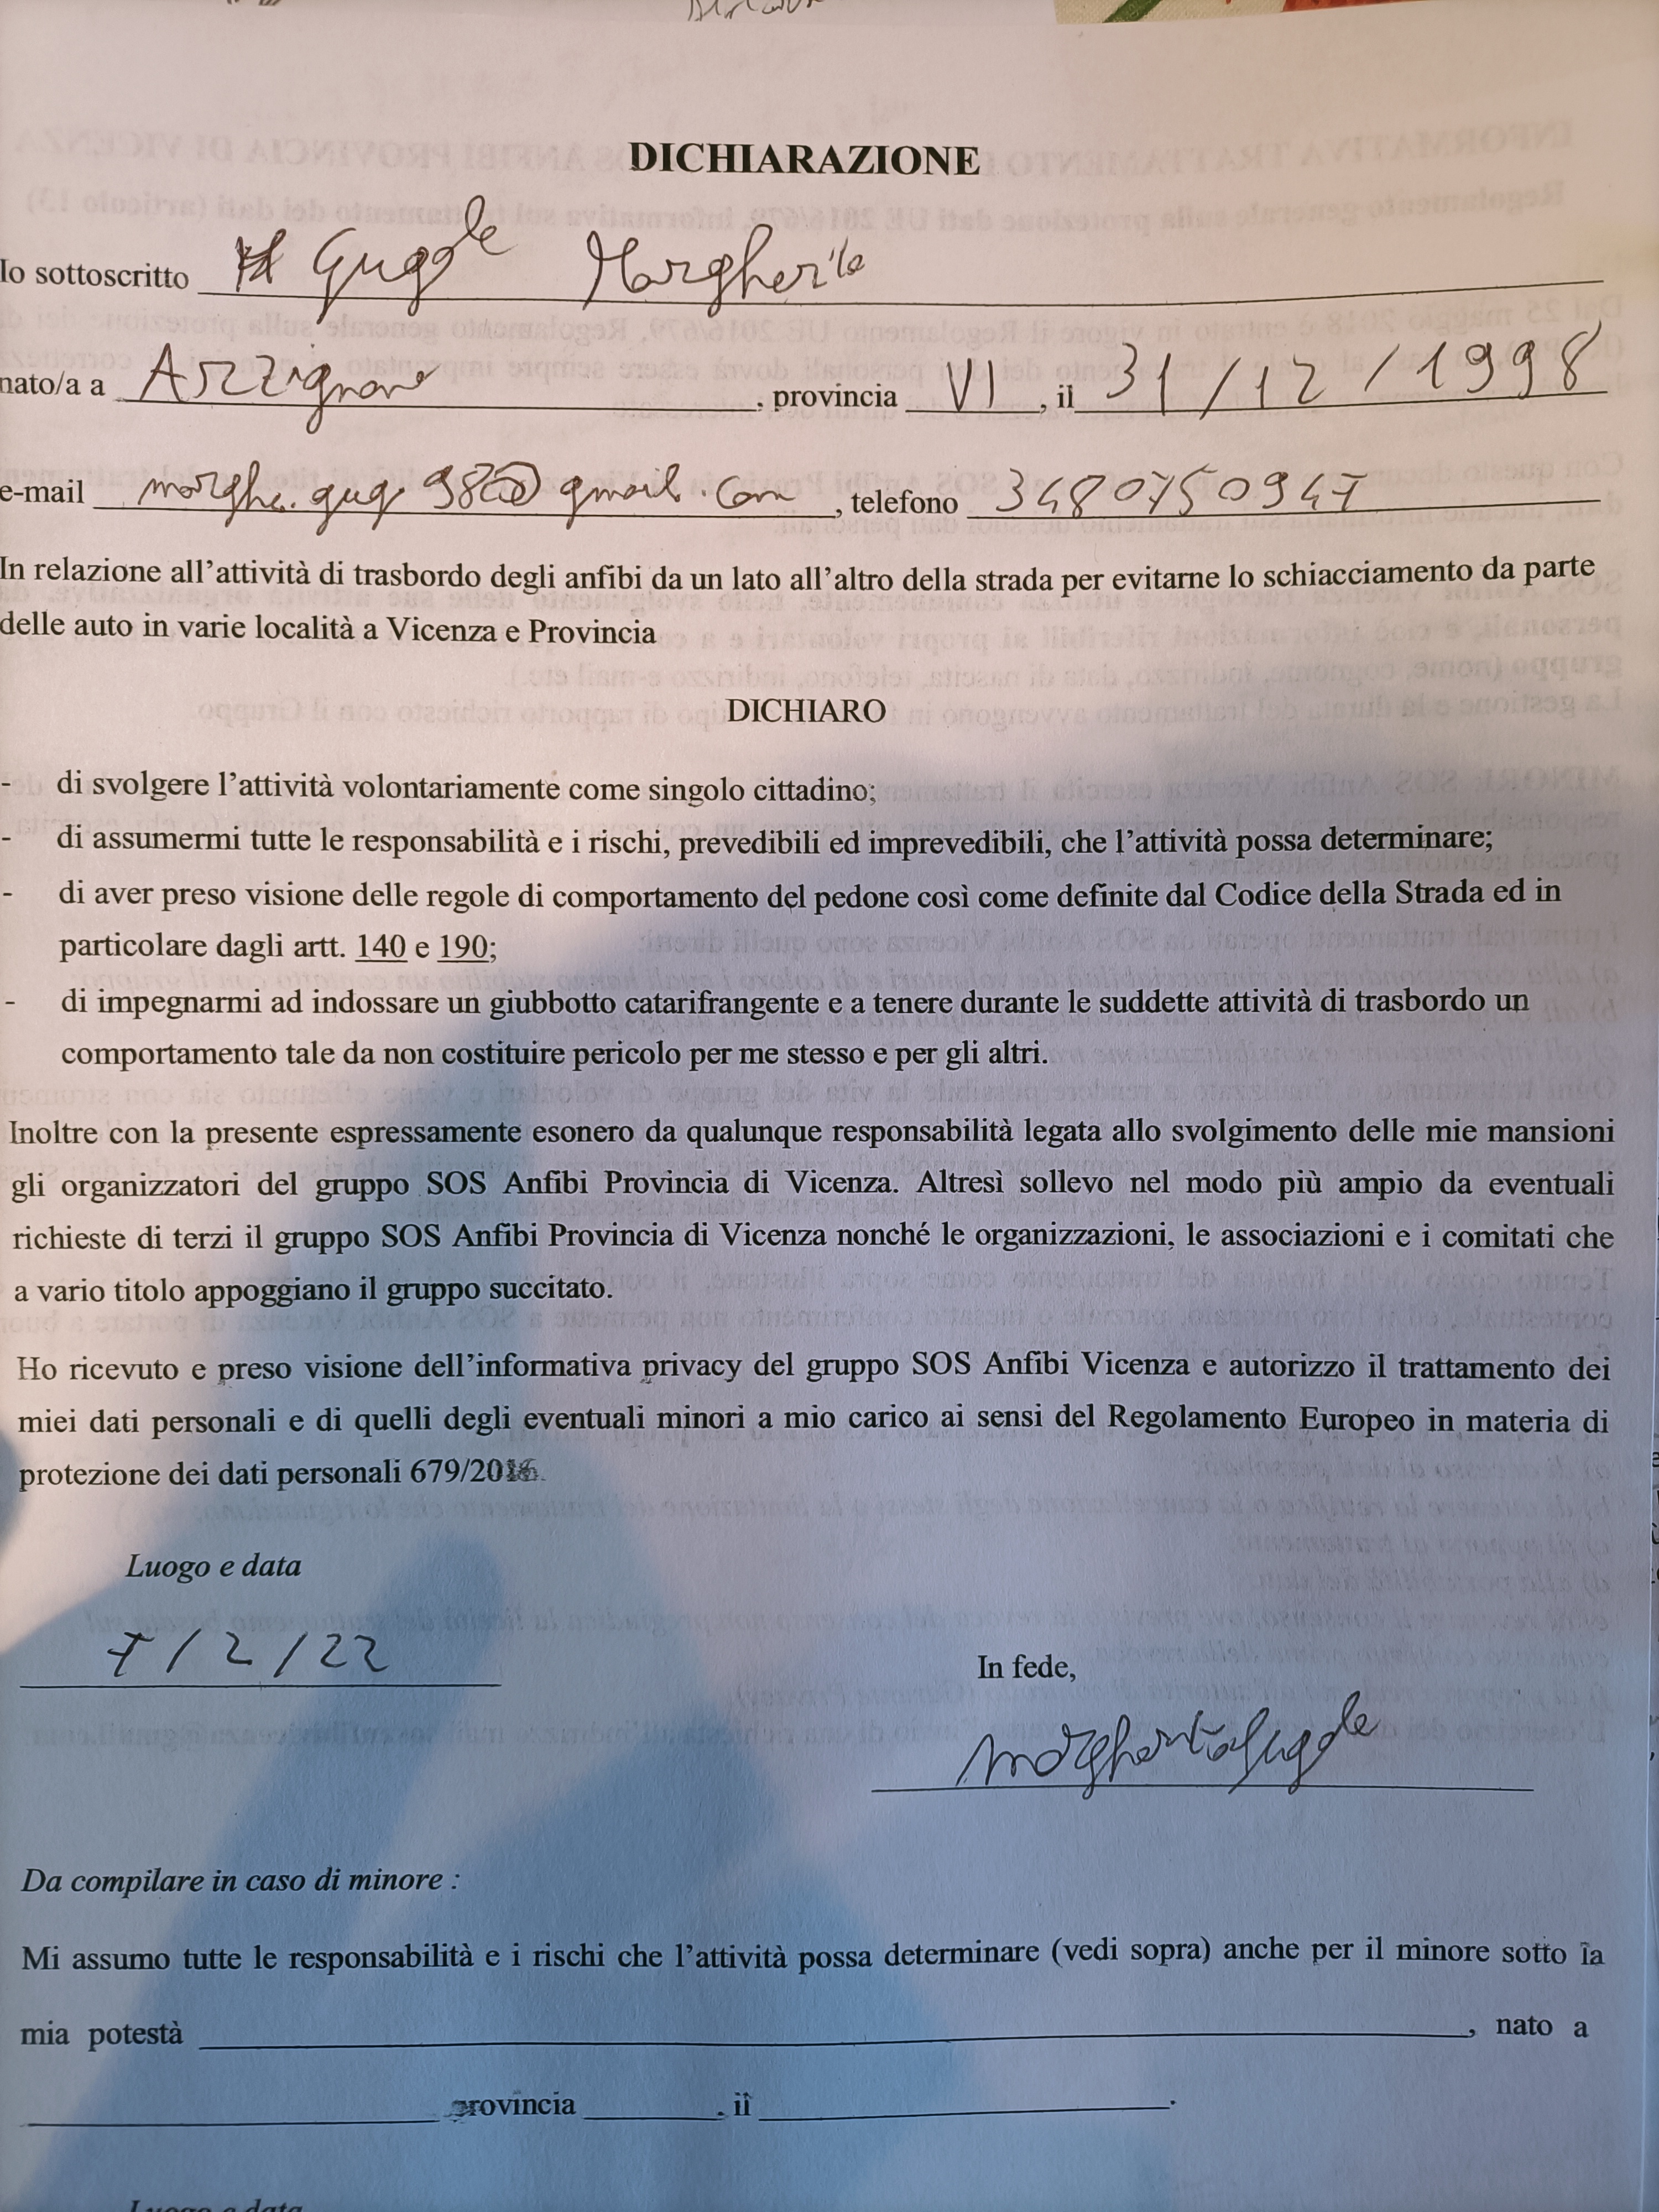 DICHIARAZIONE
Io sottoscritto Guggole Margherita
nato/a a Arzignano, provincia VI, il 31/12/1998
e-mail marghe.gugg98@gmail.com, telefono 3480750947
In relazione all'attività di trasbordo degli anfibi da un lato all'altro della strada per evitarne lo schiacciamento da parte
delle auto in varie località a Vicenza e Provincia
DICHIARO
- di svolgere l'attività volontariamente come singolo cittadino;
- di assumermi tutte le responsabilità e i rischi, prevedibili ed imprevedibili, che l'attività possa determinare;
- di aver preso visione delle regole di comportamento del pedone così come definite dal Codice della Strada ed in
particolare dagli artt. 140 e 190;
- di impegnarmi ad indossare un giubbotto catarifrangente e a tenere durante le suddette attività di trasbordo un
comportamento tale da non costituire pericolo per me stesso e per gli altri.
Inoltre con la presente espressamente esonero da qualunque responsabilità legata allo svolgimento delle mie mansioni
gli organizzatori del gruppo SOS Anfibi Provincia di Vicenza. Altresì sollevo nel modo più ampio da eventuali
richieste di terzi il gruppo SOS Anfibi Provincia di Vicenza nonché le organizzazioni, le associazioni e i comitati che
a vario titolo appoggiano il gruppo succitato.
Ho ricevuto e preso visione dell'informativa privacy del gruppo SOS Anfibi Vicenza e autorizzo il trattamento dei
miei dati personali e di quelli degli eventuali minori a mio carico ai sensi del Regolamento Europeo in materia di
protezione dei dati personali 679/2016.
Luogo e data
7/2/22
In fede,
Margherita Guggole
Da compilare in caso di minore :
Mi assumo tutte le responsabilità e i rischi che l'attività possa determinare (vedi sopra) anche per il minore sotto la
mia potestà , nato a
provincia , il .
Luogo e data